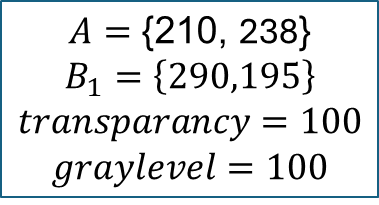 A = {210, 238}
B₁ = {290,195}
transparancy = 100
graylevel = 100